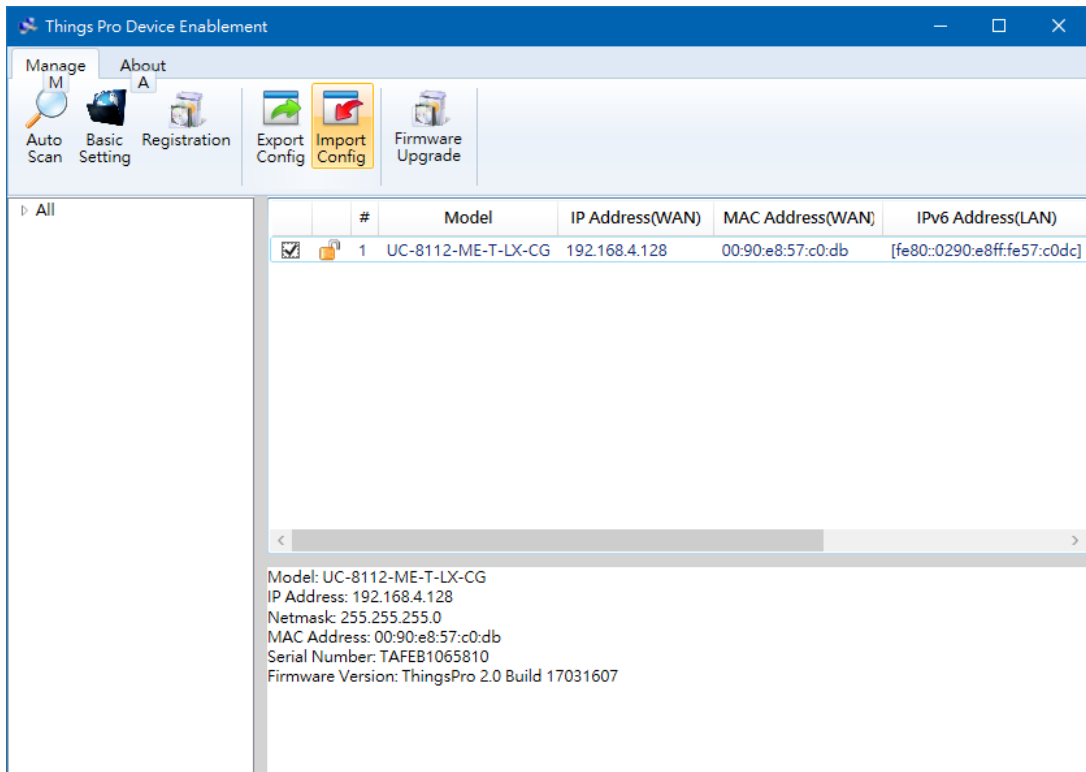 Things Pro Device Enablement
Manage About
M A
Auto Scan
Basic Setting
Registration
Export Config
Import Config
Firmware Upgrade
All
# Model IP Address(WAN) MAC Address(WAN) IPv6 Address(LAN)
1 UC-8112-ME-T-LX-CG 192.168.4.128 00:90:e8:57:c0:db [fe80::0290:e8ff:fe57:c0dc]
Model: UC-8112-ME-T-LX-CG
IP Address: 192.168.4.128
Netmask: 255.255.255.0
MAC Address: 00:90:e8:57:c0:db
Serial Number: TAFEB1065810
Firmware Version: ThingsPro 2.0 Build 17031607